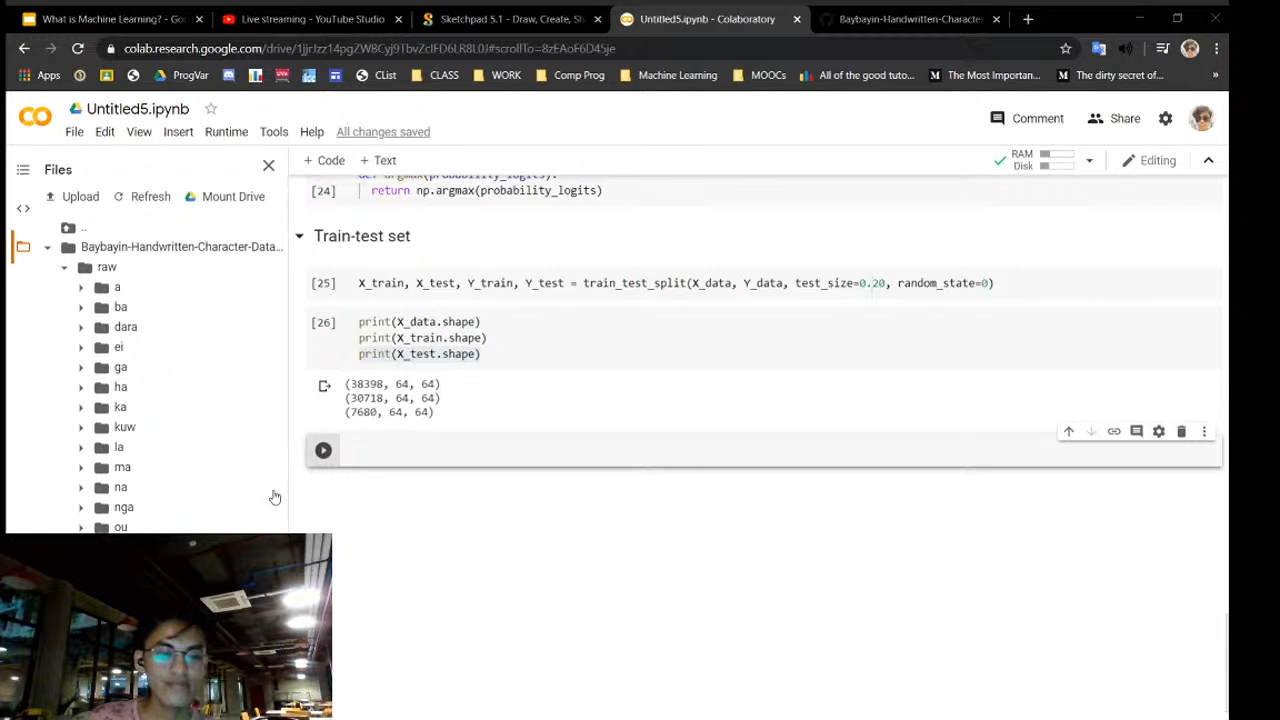 What is Machine Learning? - Go
Live streaming - YouTube Studio
Sketchpad 5.1 - Draw, Create, Sh
Untitled5.ipynb - Colaboratory
Baybayin-Handwritten-Character
colab.research.google.com/drive/1jjrJzz14pgZW8CYj9TbvZcIFD6LR8L0J#scrollTo=8zEAoF6D45je
Apps
ProgVar
CList
CLASS
WORK
Comp Prog
Machine Learning
MOOCs
All of the good tuto...
The Most Important...
The dirty secret of...
Untitled5.ipynb
File Edit View Insert Runtime Tools Help All changes saved
Comment
Share
Files
Upload
Refresh
Mount Drive
..
Baybayin-Handwritten-Character-Data...
raw
a
ba
dara
ei
ga
ha
ka
kuw
la
ma
na
nga
ou
+ Code + Text
RAM
Disk
Editing
def argmax(probability_logits):
[24] return np.argmax(probability_logits)
Train-test set
[25] X_train, X_test, Y_train, Y_test = train_test_split(X_data, Y_data, test_size=0.20, random_state=0)
[26] print(X_data.shape)
print(X_train.shape)
print(X_test.shape)
(38398, 64, 64)
(30718, 64, 64)
(7680, 64, 64)